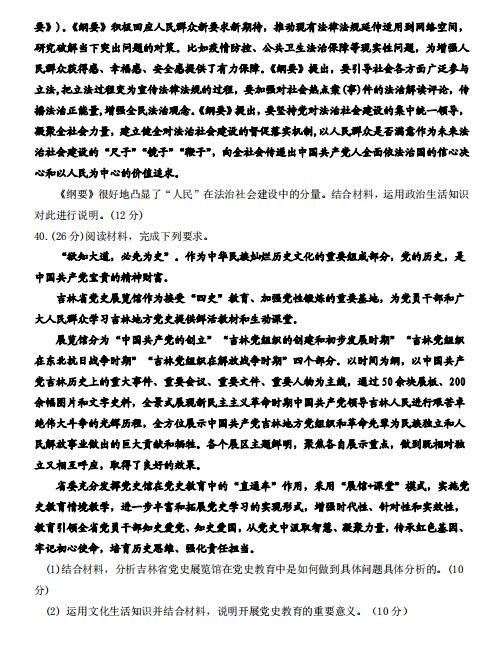 要》)。《纲要》积极回应人民群众新要求新期待，推动现有法律法规延伸适用到网络空间，
研究破解当下突出问题的对策。比如疫情防控、公共卫生法治保障等现实性问题，为增强人
民群众获得感、幸福感、安全感提供了有力保障。《纲要》提出，要引导社会各方面广泛参与
立法,把立法过程变为宣传法律法规的过程，要加强对社会热点案(事)件的法治解读评论，传
播法治正能量,增强全民法治观念。《纲要》提出，要坚持党对法治社会建设的集中统一领导，
凝聚全社会力量，建立健全对法治社会建设的督促落实机制,以人民群众是否满意作为未来法
治社会建设的“尺子”“镜子”“鞭子”，向全社会传递出中国共产党人全面依法治国的信心决
心和以人民为中心的价值追求。
《纲要》很好地凸显了“人民”在法治社会建设中的分量。结合材料，运用政治生活知识
对此进行说明。(12 分)
40.(26 分)阅读材料，完成下列要求。
“欲知大道，必先为史”。作为中华民族灿烂历史文化的重要组成部分，党的历史，是
中国共产党宝贵的精神财富。
吉林省党史展览馆作为接受“四史”教育、加强党性锻炼的重要基地，为党员干部和广
大人民群众学习吉林地方党史提供鲜活教材和生动课堂。
展览馆分为“中国共产党的创立”“吉林党组织的创建和初步发展时期”“吉林党组织
在东北抗日战争时期”“吉林党组织在解放战争时期”四个部分。以时间为纲，以中国共产
党吉林历史上的重大事件、重要会议、重要文件、重要人物为主线，通过 50 余块展板、200
余幅图片和文字史料，全景式展现新民主主义革命时期中国共产党领导吉林人民进行艰苦卓
绝伟大斗争的光辉历程，全方位展示中国共产党吉林地方党组织和革命先辈为民族独立和人
民解放事业做出的巨大贡献和牺牲。各个展区主题鲜明，聚焦各自展示重点，做到既相对独
立又相互呼应，取得了良好的效果。
省委充分发挥党史馆在党史教育中的“直通车”作用，采用“展馆+课堂”模式，实施党
史教育情境教学，进一步丰富和拓展党史学习的实现形式，增强时代性、针对性和实效性，
教育引领全省党员干部知史爱党、知史爱国，从党史中汲取智慧、凝聚力量，传承红色基因、
牢记初心使命，培育历史思维、强化责任担当。
(1)结合材料，分析吉林省党史展览馆在党史教育中是如何做到具体问题具体分析的。(10
分)
(2) 运用文化生活知识并结合材料，说明开展党史教育的重要意义。（10 分）